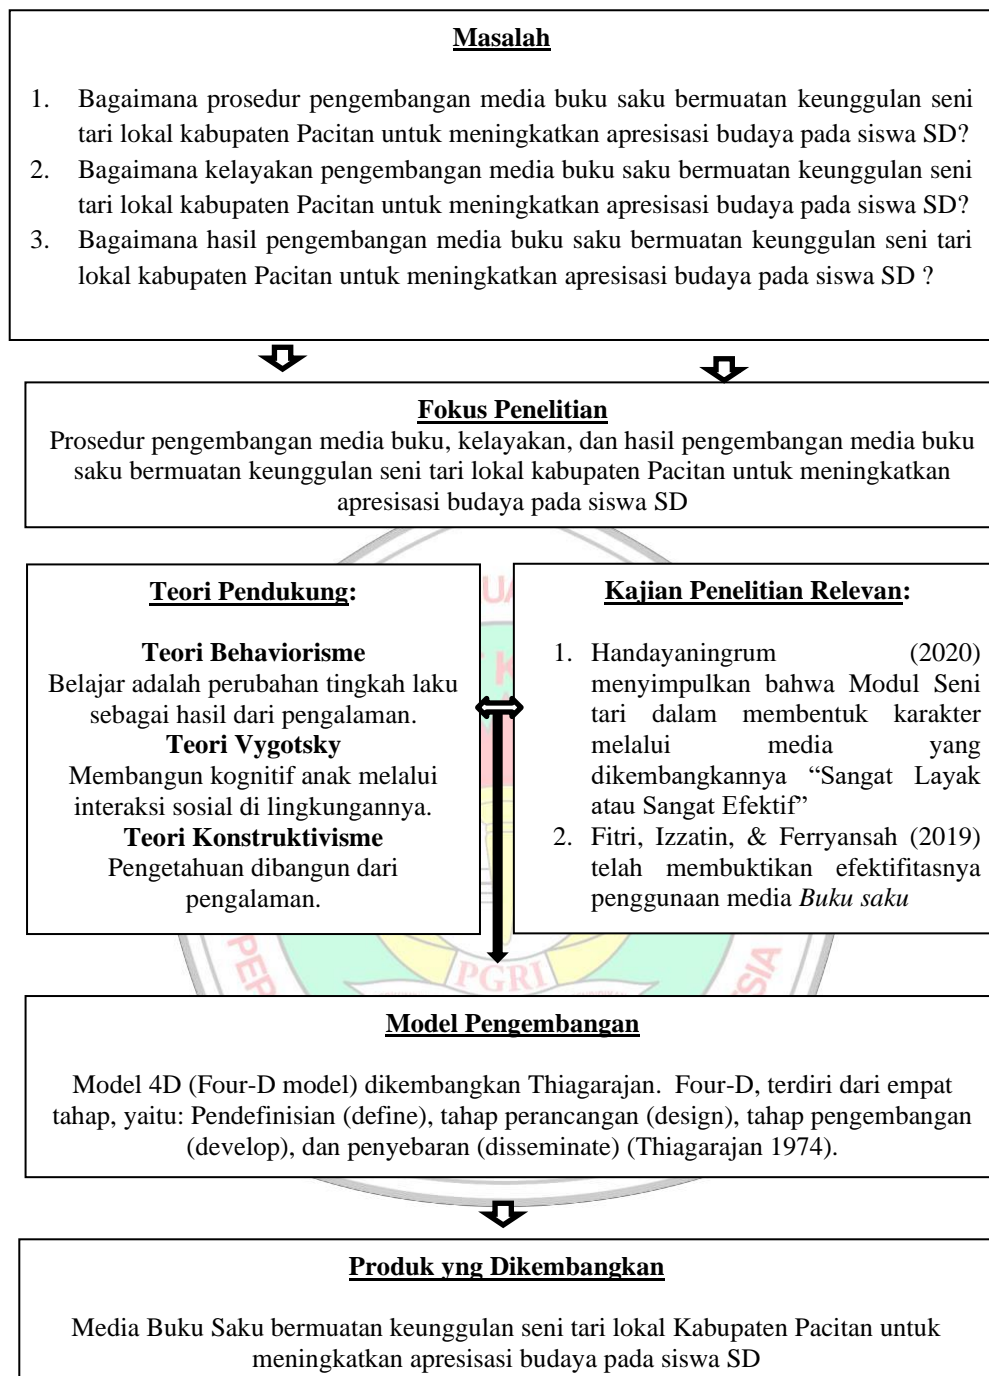 Masalah
1. Bagaimana prosedur pengembangan media buku saku bermuatan keunggulan seni
tari lokal kabupaten Pacitan untuk meningkatkan apresisasi budaya pada siswa SD?
2. Bagaimana kelayakan pengembangan media buku saku bermuatan keunggulan seni
tari lokal kabupaten Pacitan untuk meningkatkan apresisasi budaya pada siswa SD?
3. Bagaimana hasil pengembangan media buku saku bermuatan keunggulan seni tari
lokal kabupaten Pacitan untuk meningkatkan apresisasi budaya pada siswa SD ?
Fokus Penelitian
Prosedur pengembangan media buku, kelayakan, dan hasil pengembangan media buku
saku bermuatan keunggulan seni tari lokal kabupaten Pacitan untuk meningkatkan
apresisasi budaya pada siswa SD
Teori Pendukung:
Teori Behaviorisme
Belajar adalah perubahan tingkah laku
sebagai hasil dari pengalaman.
Teori Vygotsky
Membangun kognitif anak melalui
interaksi sosial di lingkungannya.
Teori Konstruktivisme
Pengetahuan dibangun dari
pengalaman.
Kajian Penelitian Relevan:
1. Handayaningrum (2020)
menyimpulkan bahwa Modul Seni
tari dalam membentuk karakter
melalui media yang
dikembangkannya “Sangat Layak
atau Sangat Efektif”
2. Fitri, Izzatin, & Ferryansah (2019)
telah membuktikan efektifitasnya
penggunaan media Buku saku
PGRI
Model Pengembangan
Model 4D (Four-D model) dikembangkan Thiagarajan. Four-D, terdiri dari empat
tahap, yaitu: Pendefinisian (define), tahap perancangan (design), tahap pengembangan
(develop), dan penyebaran (disseminate) (Thiagarajan 1974).
Produk yng Dikembangkan
Media Buku Saku bermuatan keunggulan seni tari lokal Kabupaten Pacitan untuk
meningkatkan apresisasi budaya pada siswa SD